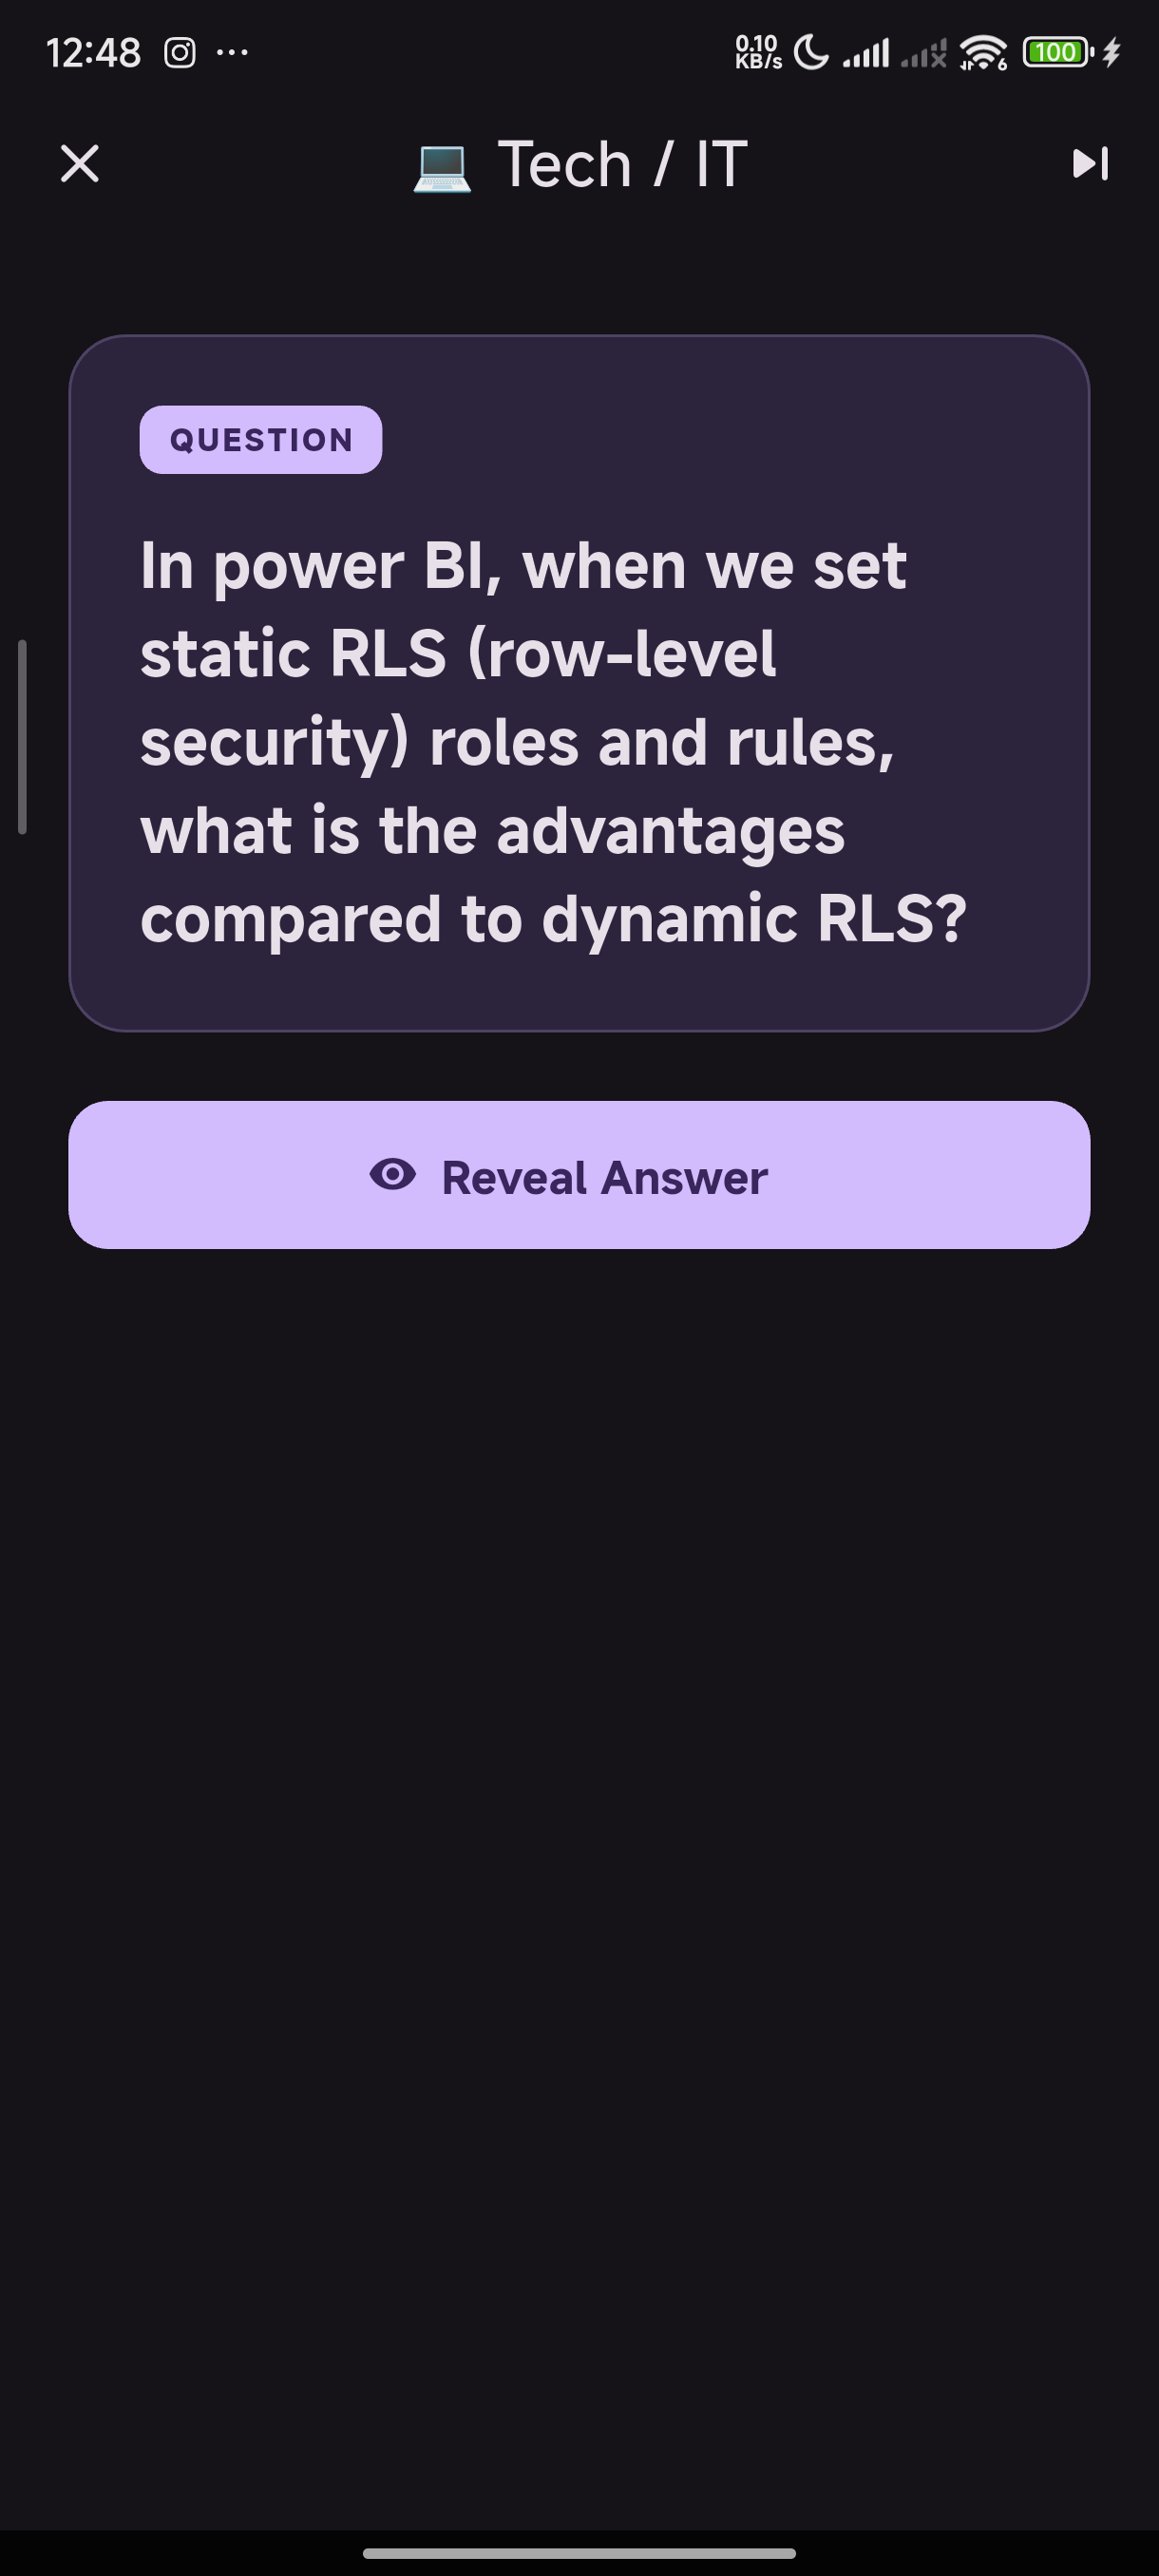 12:48
0.10
KB/s
6
100
Tech / IT
QUESTION
In power BI, when we set
static RLS (row-level
security) roles and rules,
what is the advantages
compared to dynamic RLS?
Reveal Answer